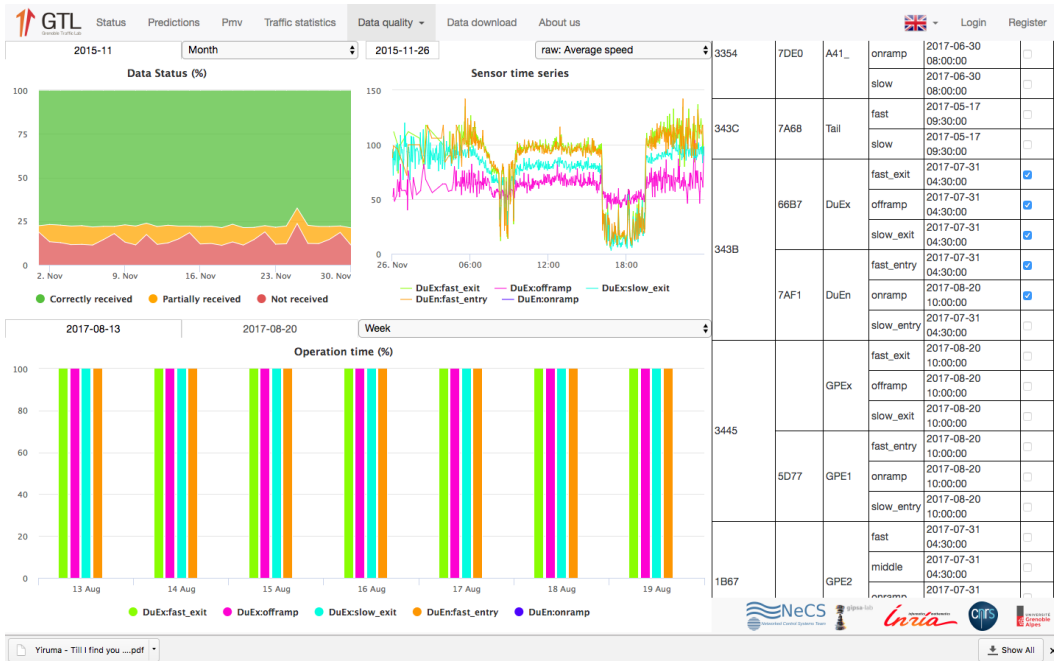 GTL
Grenoble Traffic Lab.
Status Predictions Pmv Traffic statistics Data quality Data download About us Login Register
2015-11 Month 2015-11-26 raw: Average speed
Data Status (%)
100
75
50
25
0
2. Nov 9. Nov 16. Nov 23. Nov 30. Nov
Correctly received Partially received Not received
Sensor time series
150
100
50
0
26. Nov 06:00 12:00 18:00
DuEx:fast_exit DuEx:offramp DuEx:slow_exit
DuEn:fast_entry DuEn:onramp
2017-08-13 2017-08-20 Week
Operation time (%)
100
80
60
40
20
0
13 Aug 14 Aug 15 Aug 16 Aug 17 Aug 18 Aug 19 Aug
DuEx:fast_exit DuEx:offramp DuEx:slow_exit DuEn:fast_entry DuEn:onramp
3354 7DE0 A41_ onramp 2017-06-30
08:00:00
slow 2017-06-30
08:00:00
343C 7A68 Tail fast 2017-05-17
09:30:00
slow 2017-05-17
09:30:00
343B 66B7 DuEx fast_exit 2017-07-31
04:30:00
offramp 2017-07-31
04:30:00
slow_exit 2017-07-31
04:30:00
7AF1 DuEn fast_entry 2017-07-31
04:30:00
onramp 2017-08-20
10:00:00
slow_entry 2017-07-31
04:30:00
3445 GPEx fast_exit 2017-08-20
10:00:00
offramp 2017-08-20
10:00:00
slow_exit 2017-08-20
10:00:00
5D77 GPE1 fast_entry 2017-08-20
10:00:00
onramp 2017-08-20
10:00:00
slow_entry 2017-08-20
10:00:00
1B67 GPE2 fast 2017-07-31
04:30:00
middle 2017-07-31
04:30:00
onramp 2017-07-31
NeCS
Networked Control Systems Team
gipsa-lab
Inria
cnrs
UNIVERSITÉ
Grenoble
Alpes
Yiruma - Till I find you ....pdf
Show All